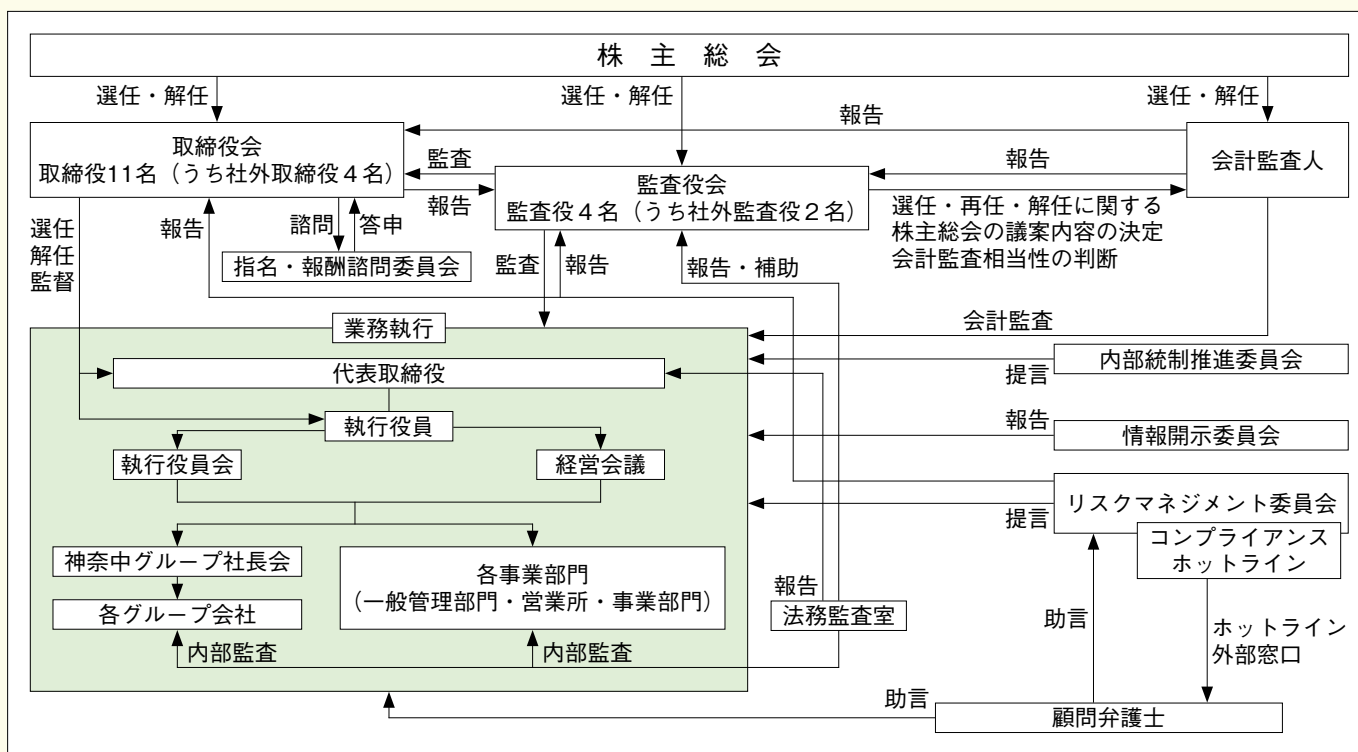 株主総会
選任・解任
選任・解任
選任・解任
報告
取締役会
取締役11名（うち社外取締役４名）
監査
報告
監査役会
監査役４名（うち社外監査役２名）
報告
会計監査人
選任・再任・解任に関する
株主総会の議案内容の決定
会計監査相当性の判断
選任
解任
監督
報告
諮問
答申
指名・報酬諮問委員会
監査
報告
報告・補助
会計監査
業務執行
代表取締役
執行役員
執行役員会
経営会議
神奈中グループ社長会
各グループ会社
各事業部門
（一般管理部門・営業所・事業部門）
内部監査
内部監査
報告
法務監査室
内部統制推進委員会
提言
報告
情報開示委員会
リスクマネジメント委員会
提言
コンプライアンス
ホットライン
助言
ホットライン
外部窓口
助言
顧問弁護士